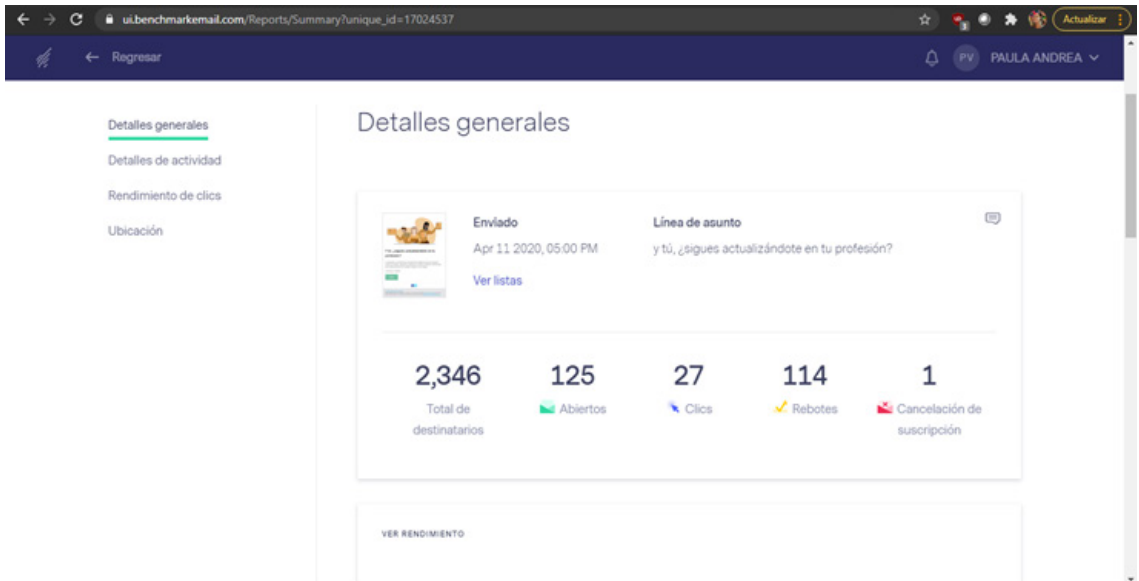 ui.benchmarkemail.com/Reports/Summary?unique_id=17024537
Actualizar
Regresar
PV
PAULA ANDREA
Detalles generales
Detalles de actividad
Rendimiento de clics
Ubicación
Detalles generales
Enviado
Apr 11 2020, 05:00 PM
Ver listas
Línea de asunto
y tú, ¿sigues actualizándote en tu profesión?
2,346
Total de
destinatarios
125
Abiertos
27
Clics
114
Rebotes
1
Cancelación de
suscripción
VER RENDIMIENTO